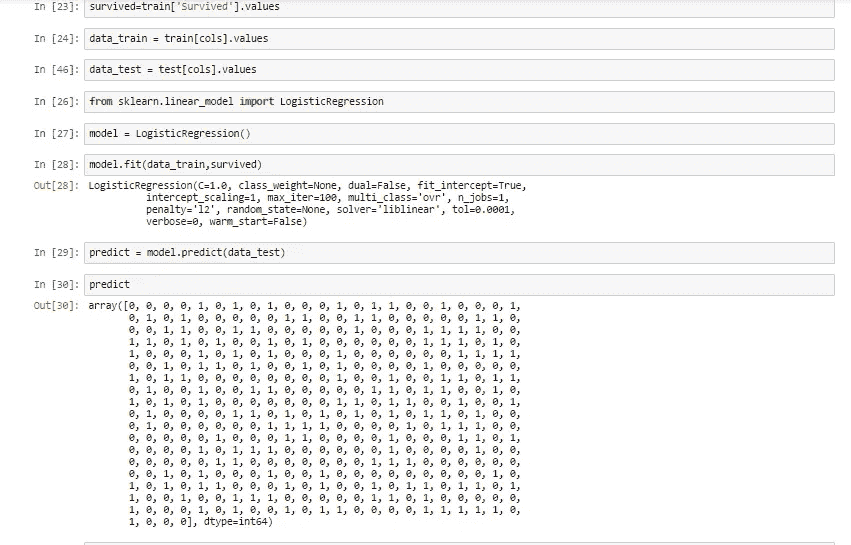 In [23]: survived=train['Survived'].values
In [24]: data_train = train[cols].values
In [46]: data_test = test[cols].values
In [26]: from sklearn.linear_model import LogisticRegression
In [27]: model = LogisticRegression()
In [28]: model.fit(data_train,survived)
Out[28]: LogisticRegression(C=1.0, class_weight=None, dual=False, fit_intercept=True,
intercept_scaling=1, max_iter=100, multi_class='ovr', n_jobs=1,
penalty='l2', random_state=None, solver='liblinear', tol=0.0001,
verbose=0, warm_start=False)
In [29]: predict = model.predict(data_test)
In [30]: predict
Out[30]: array([0, 0, 0, 0, 1, 0, 1, 0, 1, 0, 0, 0, 1, 0, 1, 1, 0, 0, 1, 0, 0, 0, 1,
0, 1, 0, 1, 0, 0, 0, 0, 0, 1, 1, 0, 0, 1, 1, 0, 0, 0, 0, 0, 1, 1, 0,
0, 0, 1, 1, 0, 0, 1, 1, 0, 0, 0, 0, 0, 1, 0, 0, 0, 1, 1, 1, 1, 0, 0,
1, 1, 0, 1, 0, 1, 0, 0, 1, 0, 1, 0, 0, 0, 0, 0, 1, 1, 1, 1, 1, 0, 1, 0,
1, 0, 0, 0, 1, 0, 1, 0, 1, 0, 0, 0, 1, 0, 0, 0, 0, 0, 0, 1, 1, 1, 1,
0, 0, 1, 0, 1, 1, 0, 1, 0, 0, 1, 0, 1, 0, 0, 1, 0, 0, 0, 0, 0,
1, 0, 1, 1, 0, 0, 0, 0, 0, 0, 0, 0, 1, 0, 0, 1, 0, 0, 1, 1, 0, 1, 1,
0, 1, 0, 0, 1, 0, 0, 1, 1, 0, 0, 0, 0, 0, 1, 1, 0, 1, 1, 0, 0, 1, 0,
1, 0, 1, 0, 1, 0, 0, 0, 0, 0, 0, 0, 1, 1, 0, 1, 1, 0, 0, 1, 0, 0, 1,
0, 1, 0, 0, 0, 0, 1, 1, 0, 1, 0, 1, 0, 1, 0, 1, 0, 1, 1, 0, 1, 0, 0,
0, 1, 0, 0, 0, 0, 0, 0, 1, 0, 0, 0, 1, 1, 1, 1, 0, 0, 0, 0, 1, 0,
0, 0, 0, 0, 1, 0, 0, 0, 1, 1, 0, 0, 0, 0, 1, 0, 0, 0, 1, 1, 0, 1,
0, 0, 0, 0, 1, 0, 1, 1, 1, 0, 0, 0, 0, 0, 0, 1, 0, 0, 0,
0, 0, 0, 0, 0, 1, 1, 0, 0, 0, 0, 0, 0, 0, 1, 1, 1, 0, 0, 0, 0, 0, 0,
0, 0, 1, 0, 1, 0, 0, 0, 1, 0, 0, 1, 0, 0, 0, 0, 0, 0, 0, 0, 0, 1, 0,
1, 0, 1, 0, 1, 1, 0, 0, 0, 1, 0, 1, 0, 0, 1, 0, 1, 1, 0, 1, 1, 0, 1,
1, 0, 0, 1, 0, 0, 1, 1, 1, 0, 0, 0, 0, 0, 1, 1, 0, 1, 0, 0, 0, 0, 0,
1, 0, 0, 0, 1, 0, 1, 0, 0, 1, 0, 1, 1, 0, 0, 0, 0, 1, 1, 1, 1, 1, 0,
1, 0, 0, 0], dtype=int64)